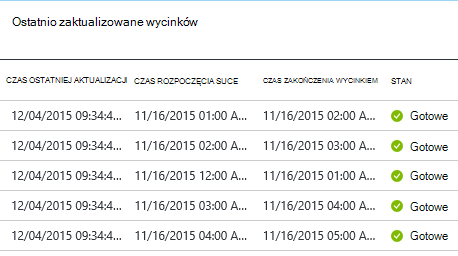 Ostatnio zaktualizowane wycinków
CZAS OSTATNIEJ AKTUALIZACJI CZAS ROZPOCZĘCIA SUCE CZAS ZAKOŃCZENIA WYCINKIEM STAN
12/04/2015 09:34:4... 11/16/2015 01:00 A... 11/16/2015 02:00 A... Gotowe
12/04/2015 09:34:4... 11/16/2015 02:00 A... 11/16/2015 03:00 A... Gotowe
12/04/2015 09:34:4... 11/16/2015 12:00 A... 11/16/2015 01:00 A... Gotowe
12/04/2015 09:34:4... 11/16/2015 03:00 A... 11/16/2015 04:00 A... Gotowe
12/04/2015 09:34:4... 11/16/2015 04:00 A... 11/16/2015 05:00 A... Gotowe